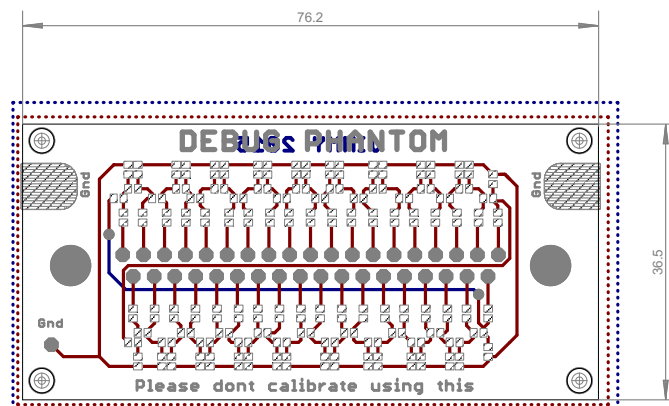 76.2
DEBUG PHANTOM
Gnd
Gnd
36.5
Gnd
Please dont calibrate using this